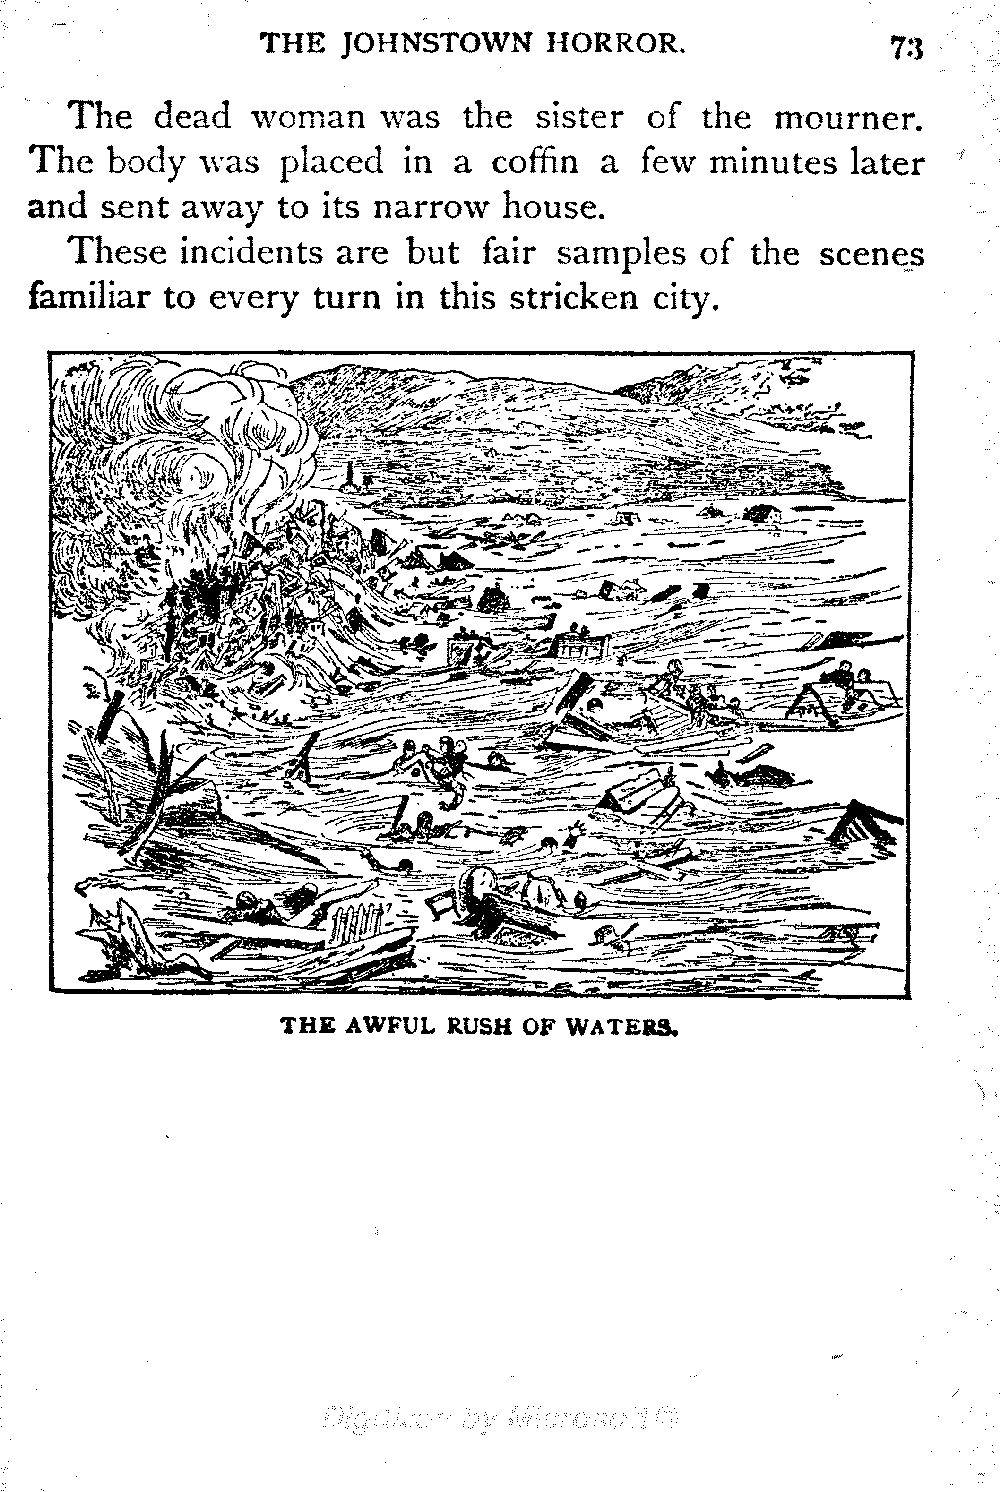 THE JOHNSTOWN HORROR. 73
The dead woman was the sister of the mourner.
The body was placed in a coffin a few minutes later
and sent away to its narrow house.
These incidents are but fair samples of the scenes
familiar to every turn in this stricken city.
THE AWFUL RUSH OF WATERS.
Digitized by Microsoft®